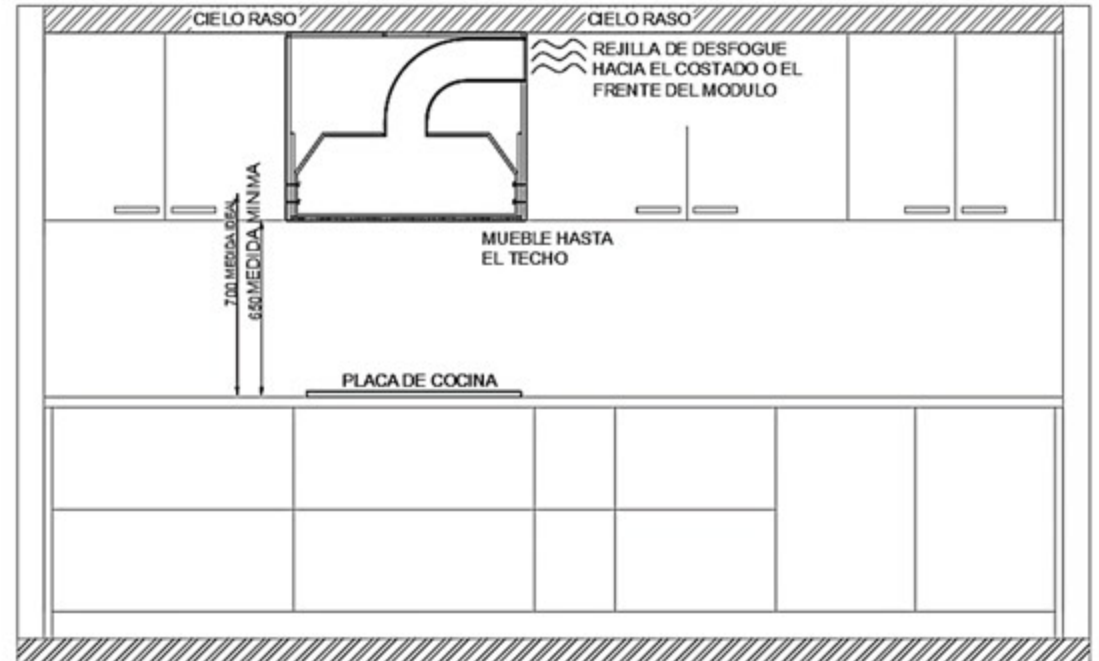 CIELO RASO
CIELO RASO
REJILLA DE DESFOGUE
HACIA EL COSTADO O EL
FRENTE DEL MODULO
700 MEDIDA IDEAL
650 MEDIDA MINIMA
MUEBLE HASTA
EL TECHO
PLACA DE COCINA